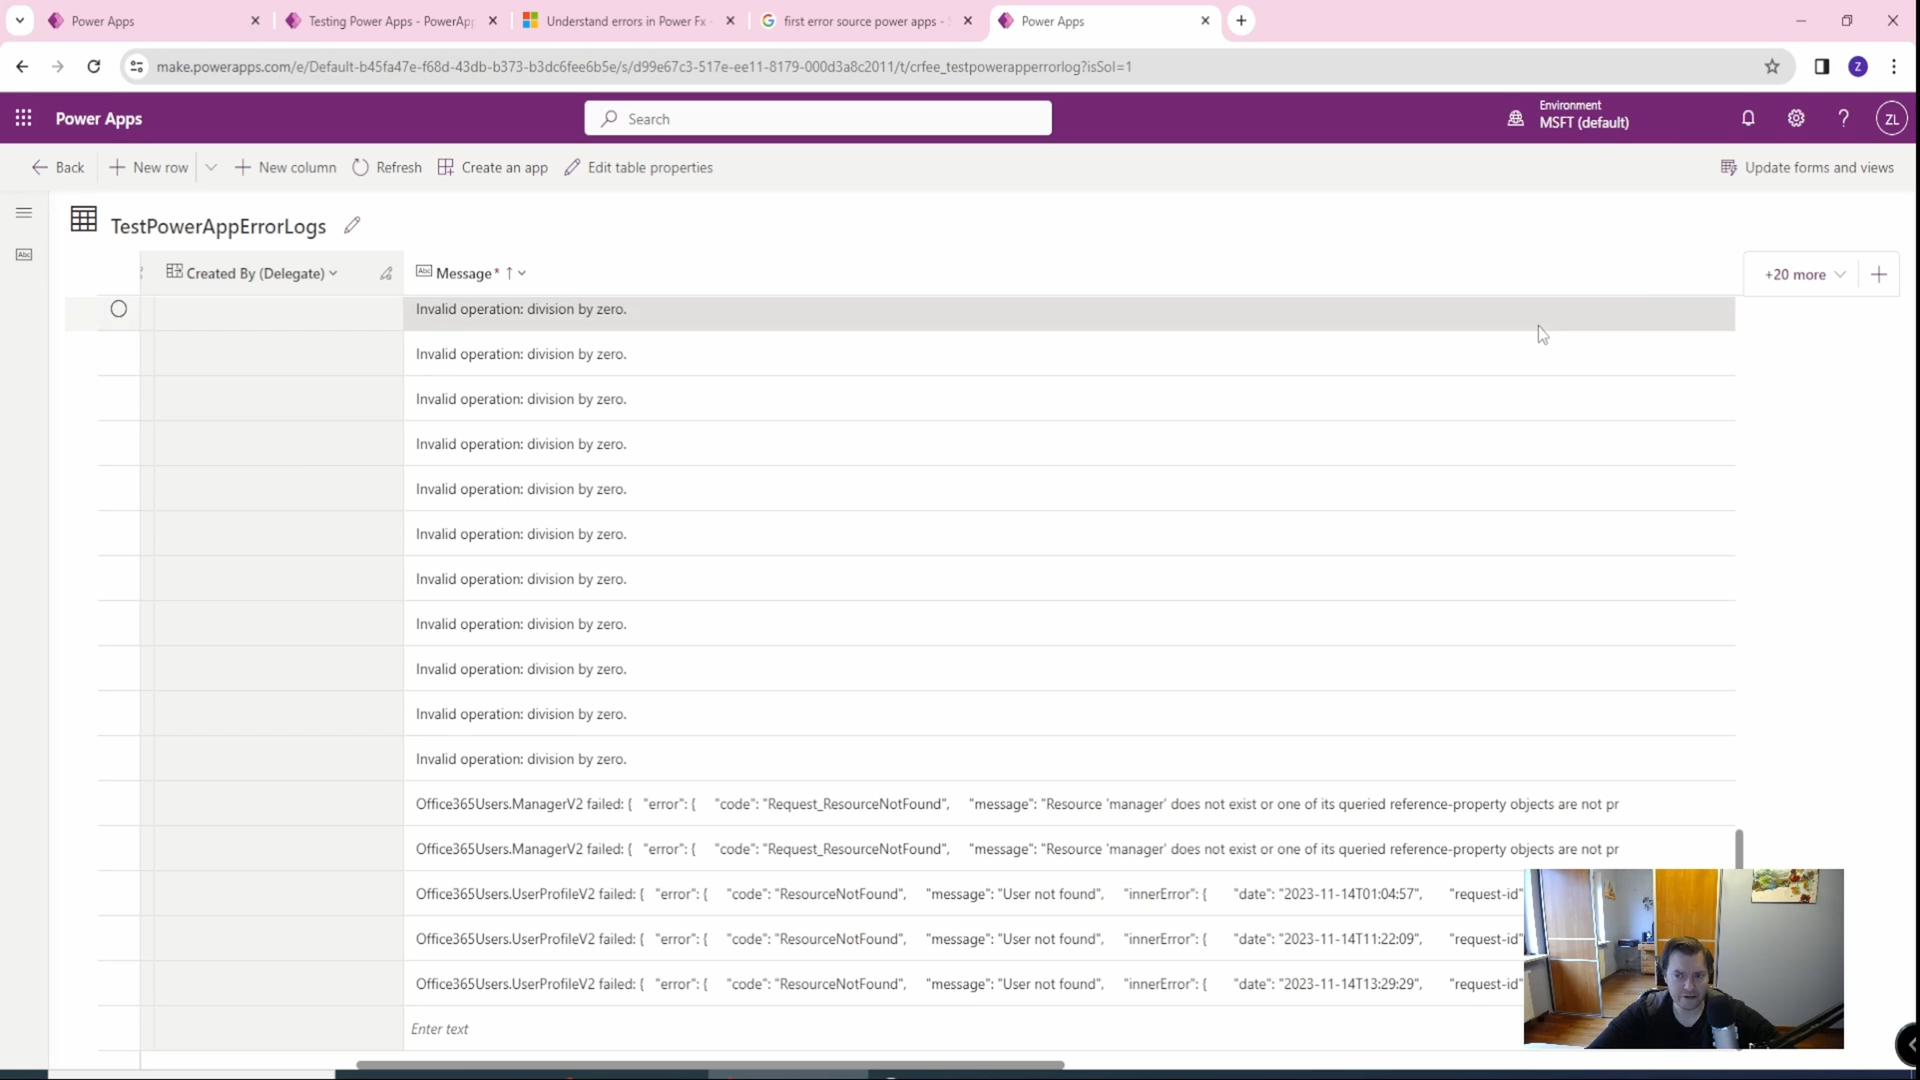 Power Apps
Testing Power Apps - PowerApp
Understand errors in Power Fx -
first error source power apps -
Power Apps
make.powerapps.com/e/Default-b45fa47e-f68d-43db-b373-b3dc6fee6b5e/s/d99e67c3-517e-ee11-8179-000d3a8c2011/t/crfee_testpowerapperrorlog?isSol=1
Z
Power Apps
Search
Environment
MSFT (default)
ZL
Back
New row
New column
Refresh
Create an app
Edit table properties
Update forms and views
TestPowerAppErrorLogs
Abc
Created By (Delegate)
Abc Message*
+20 more
Invalid operation: division by zero.
Invalid operation: division by zero.
Invalid operation: division by zero.
Invalid operation: division by zero.
Invalid operation: division by zero.
Invalid operation: division by zero.
Invalid operation: division by zero.
Invalid operation: division by zero.
Invalid operation: division by zero.
Invalid operation: division by zero.
Invalid operation: division by zero.
Office365Users.ManagerV2 failed: { "error": { "code": "Request_ResourceNotFound", "message": "Resource 'manager' does not exist or one of its queried reference-property objects are not pr
Office365Users.ManagerV2 failed: { "error": { "code": "Request_ResourceNotFound", "message": "Resource 'manager' does not exist or one of its queried reference-property objects are not pr
Office365Users.UserProfileV2 failed: { "error": { "code": "ResourceNotFound", "message": "User not found", "innerError": { "date": "2023-11-14T01:04:57", "request-id"
Office365Users.UserProfileV2 failed: { "error": { "code": "ResourceNotFound", "message": "User not found", "innerError": { "date": "2023-11-14T11:22:09", "request-id"
Office365Users.UserProfileV2 failed: { "error": { "code": "ResourceNotFound", "message": "User not found", "innerError": { "date": "2023-11-14T13:29:29", "request-id"
Enter text